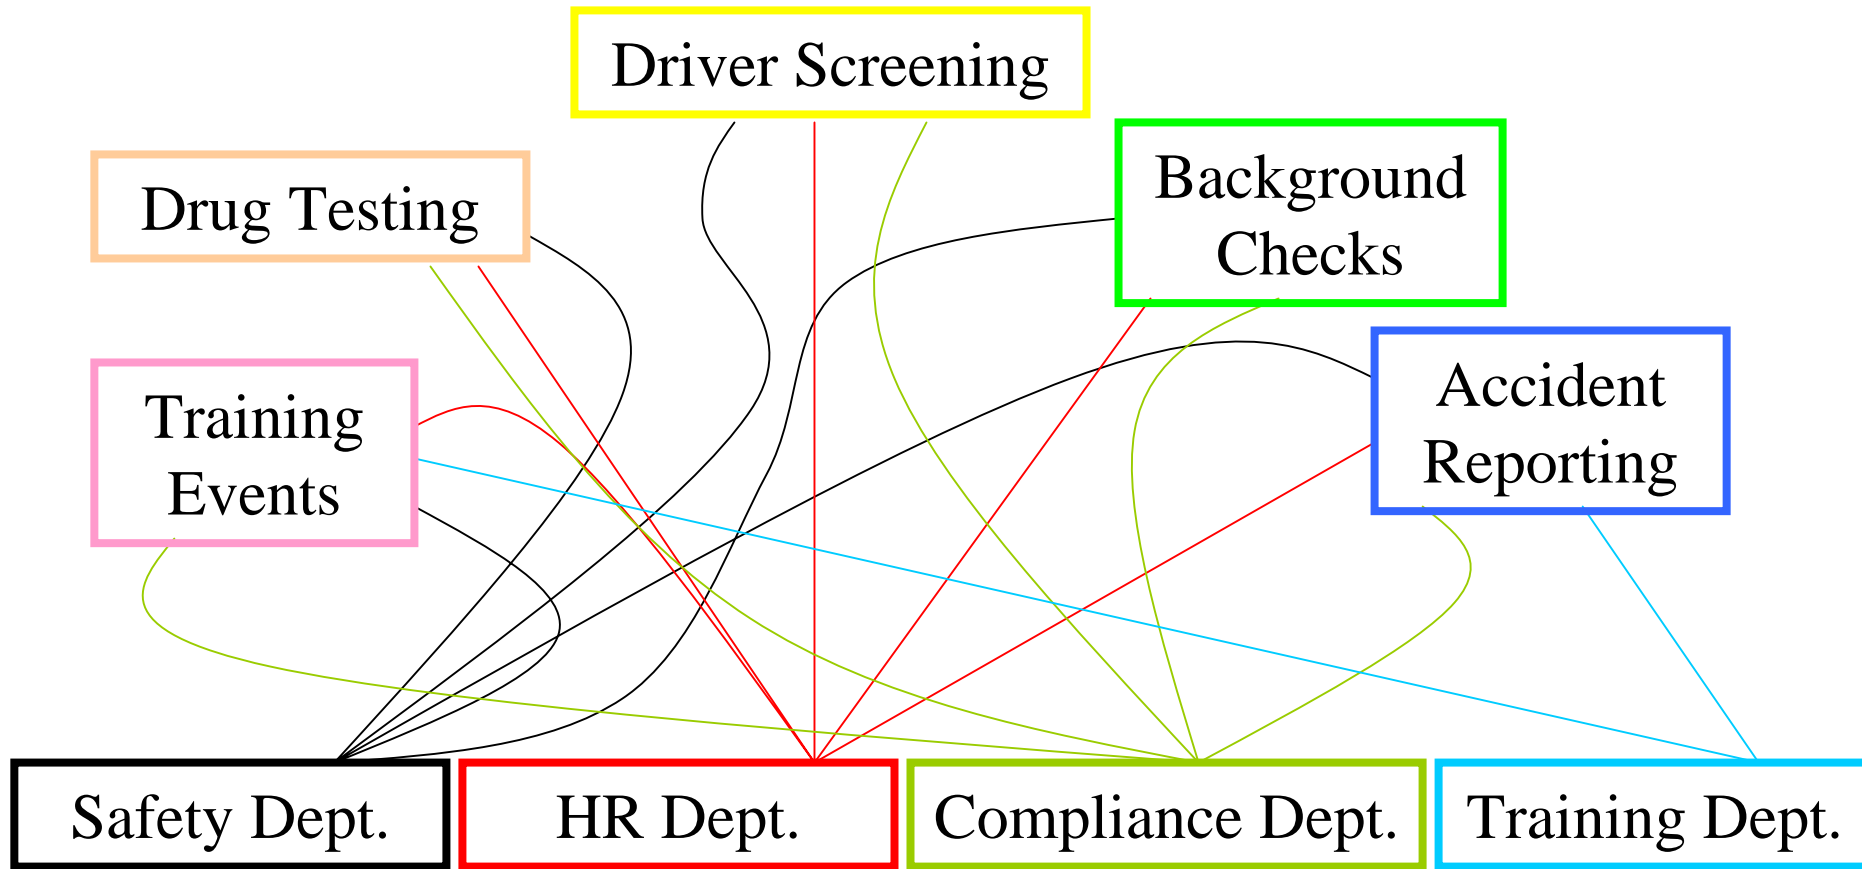 Driver Screening
Drug Testing
Background
Checks
Training
Events
Accident
Reporting
Safety Dept.
HR Dept.
Compliance Dept.
Training Dept.